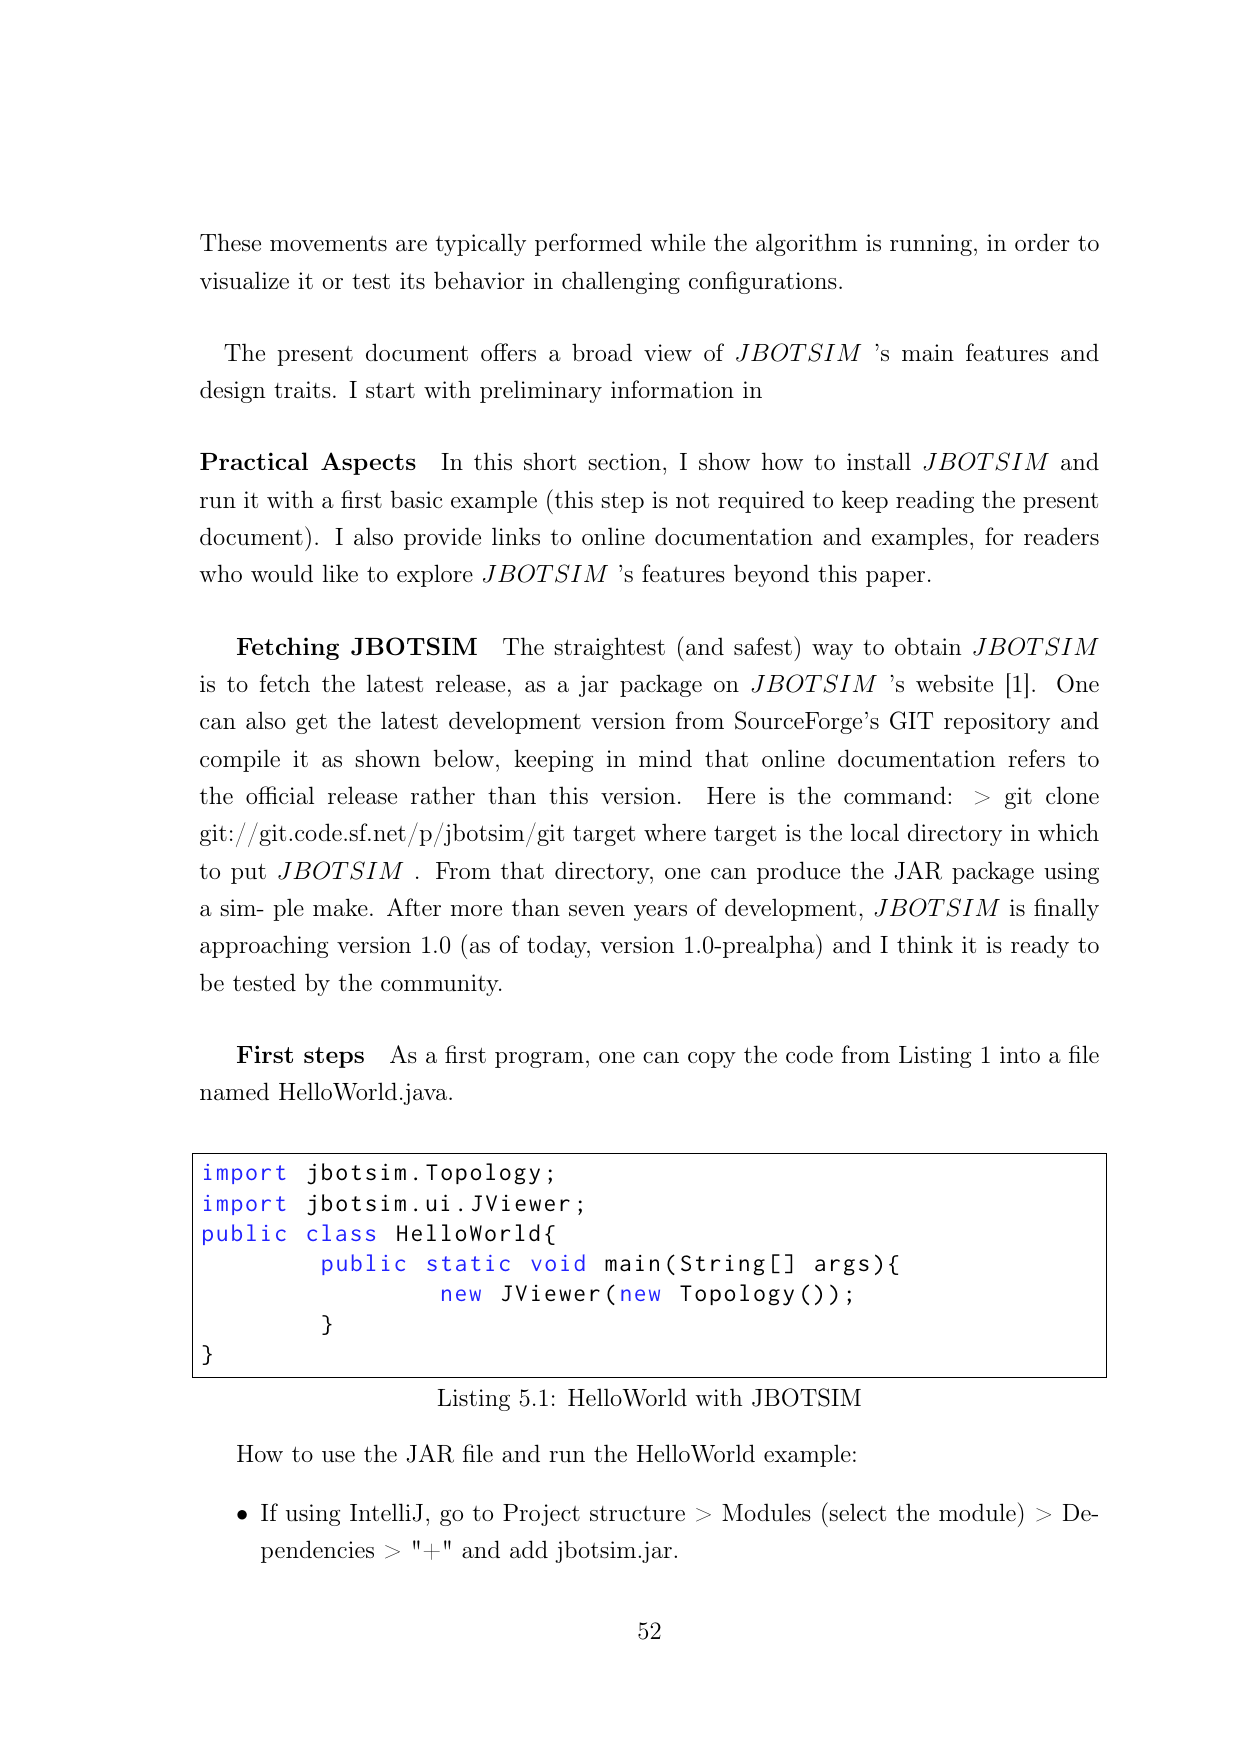 These movements are typically performed while the algorithm is running, in order to
visualize it or test its behavior in challenging configurations.
The present document offers a broad view of JBOTSIM 's main features and
design traits. I start with preliminary information in
Practical Aspects In this short section, I show how to install JBOTSIM and
run it with a first basic example (this step is not required to keep reading the present
document). I also provide links to online documentation and examples, for readers
who would like to explore JBOTSIM 's features beyond this paper.
Fetching JBOTSIM The straightest (and safest) way to obtain JBOTSIM
is to fetch the latest release, as a jar package on JBOTSIM 's website [1]. One
can also get the latest development version from SourceForge's GIT repository and
compile it as shown below, keeping in mind that online documentation refers to
the official release rather than this version. Here is the command: > git clone
git://git.code.sf.net/p/jbotsim/git target where target is the local directory in which
to put JBOTSIM . From that directory, one can produce the JAR package using
a sim- ple make. After more than seven years of development, JBOTSIM is finally
approaching version 1.0 (as of today, version 1.0-prealpha) and I think it is ready to
be tested by the community.
First steps As a first program, one can copy the code from Listing 1 into a file
named HelloWorld.java.
import jbotsim.Topology;
import jbotsim.ui.JViewer;
public class HelloWorld{
public static void main(String[] args){
new JViewer(new Topology());
}
}
Listing 5.1: HelloWorld with JBOTSIM
How to use the JAR file and run the HelloWorld example:
• If using IntelliJ, go to Project structure > Modules (select the module) > De-
pendencies > "+" and add jbotsim.jar.
52